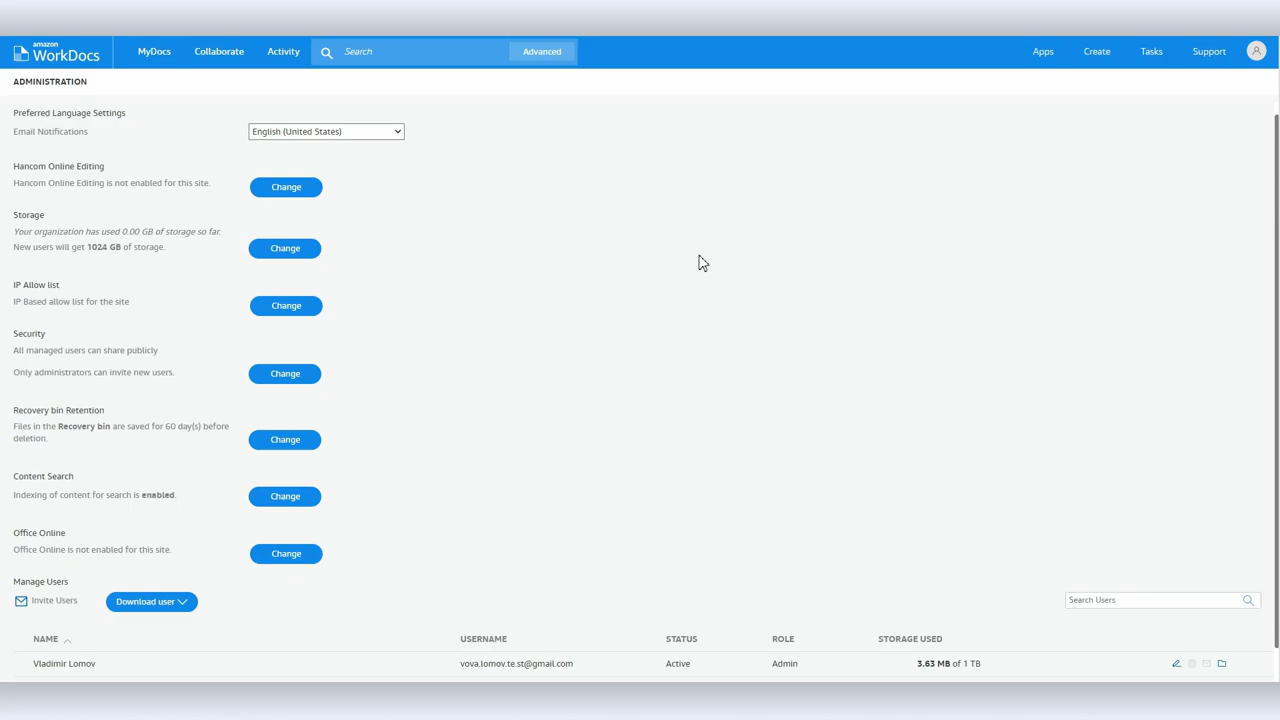 amazon
WorkDocs
MyDocs
Collaborate
Activity
Search
Advanced
Apps
Create
Tasks
Support
ADMINISTRATION
Preferred Language Settings
Email Notifications
English (United States)
Hancom Online Editing
Hancom Online Editing is not enabled for this site.
Change
Storage
Your organization has used 0.00 GB of storage so far.
New users will get 1024 GB of storage.
Change
IP Allow list
IP Based allow list for the site
Change
Security
All managed users can share publicly
Only administrators can invite new users.
Change
Recovery bin Retention
Files in the Recovery bin are saved for 60 day(s) before
deletion.
Change
Content Search
Indexing of content for search is enabled.
Change
Office Online
Office Online is not enabled for this site.
Change
Manage Users
Invite Users
Download user
Search Users
NAME USERNAME STATUS ROLE STORAGE USED
Vladimir Lomov vova.lomov.te.st@gmail.com Active Admin 3.63 MB of 1 TB